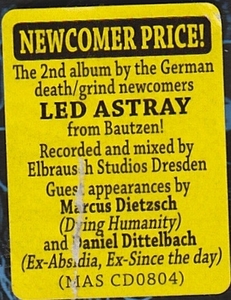 NEWCOMER PRICE!
The 2nd album by the German
death/grind newcomers
LED ASTRAY
from Bautzen!
Recorded and mixed by
Elbrausch Studios Dresden
Guest appearances by
Marcus Dietzsch
(Dying Humanity)
and Daniel Dittelbach
(Ex-Absidia, Ex-Since the day)
(MAS CD0804)